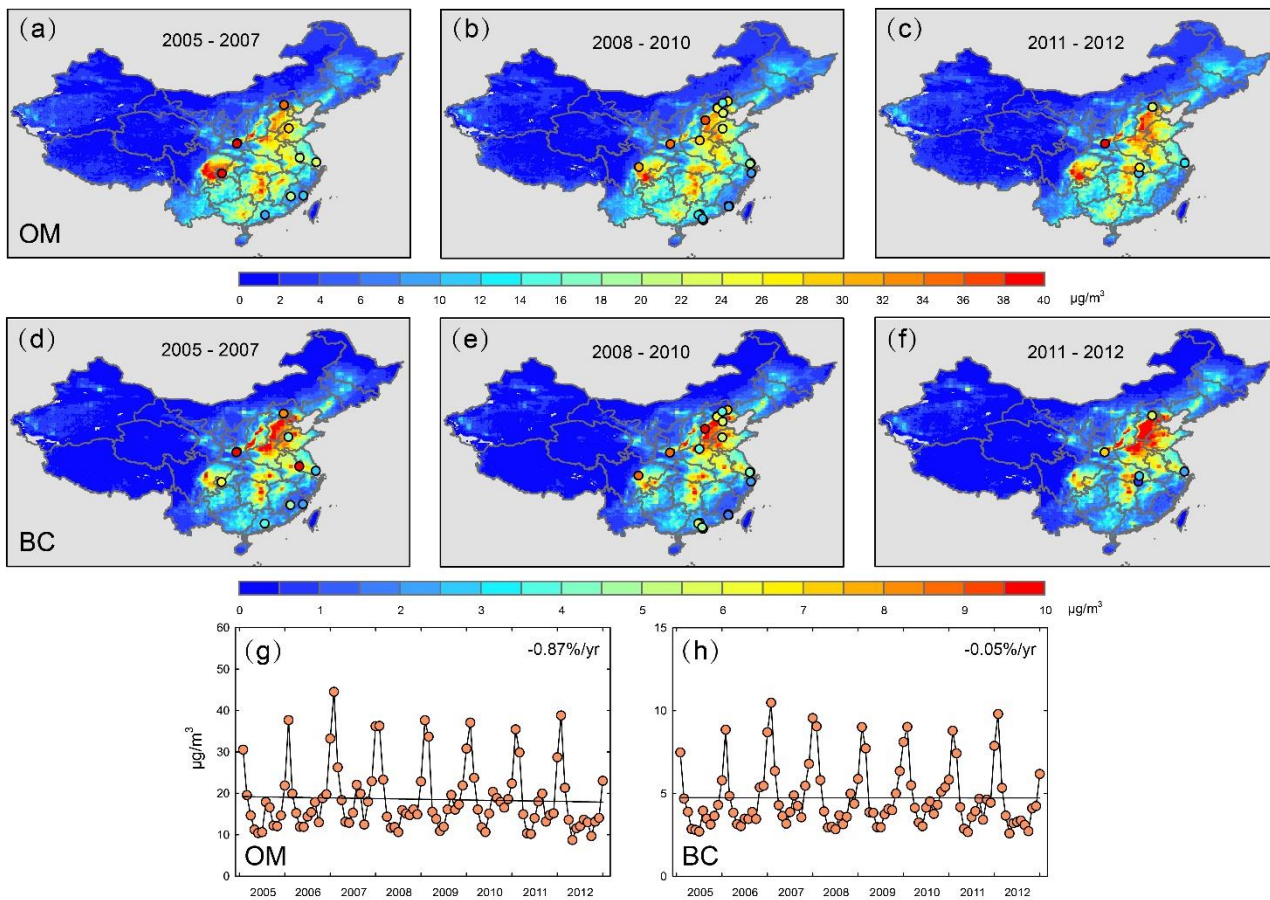 (a) (b) (c)
2005 - 2007 2008 - 2010 2011 - 2012
OM
0 2 4 6 8 10 12 14 16 18 20 22 24 26 28 30 32 34 36 38 40 μg/m³
(d) (e) (f)
2005 - 2007 2008 - 2010 2011 - 2012
BC
0 1 2 3 4 5 6 7 8 9 10 μg/m³
(g) -0.87%/yr
60
50
40
30
20
10
0
μg/m³
OM
2005 2006 2007 2008 2009 2010 2011 2012
(h) -0.05%/yr
15
10
5
0
BC
2005 2006 2007 2008 2009 2010 2011 2012